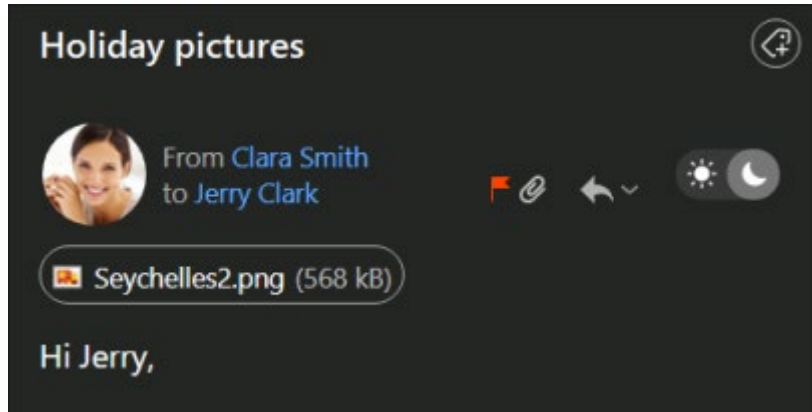 Holiday pictures
From Clara Smith
to Jerry Clark
Seychelles2.png (568 kB)
Hi Jerry,